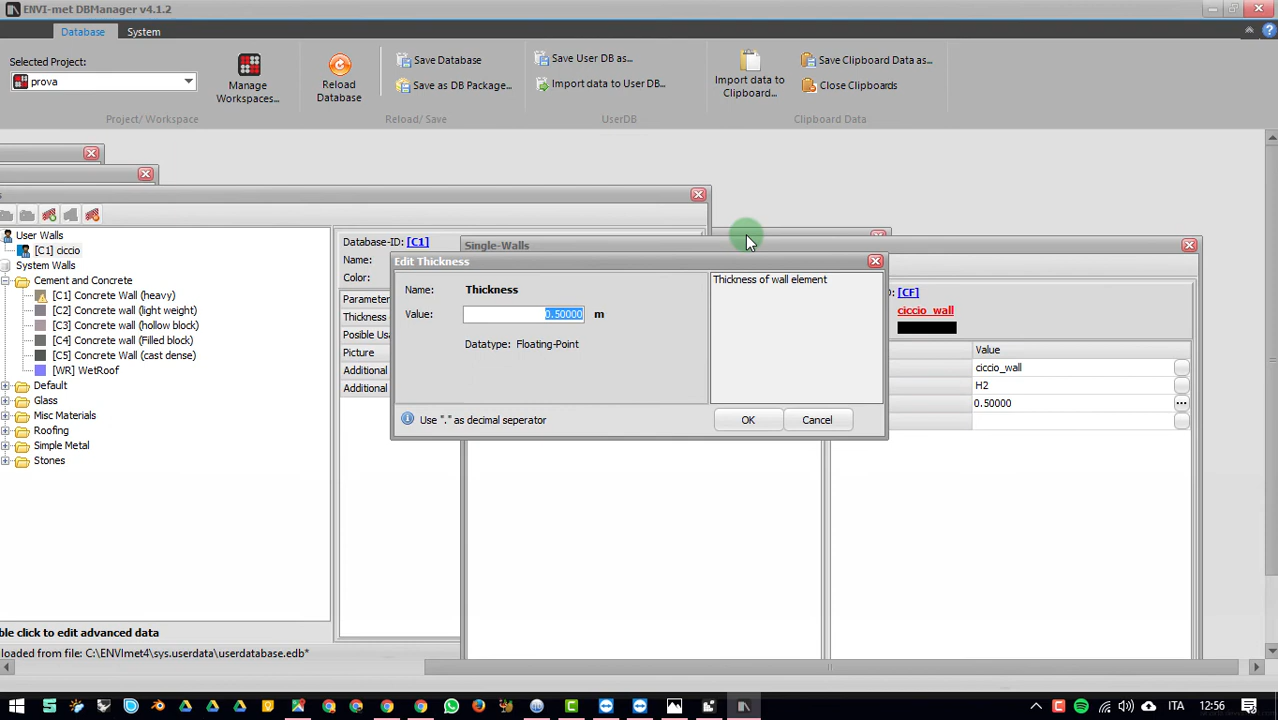 ENVI-met DBManager v4.1.2
Database System
Selected Project:
prova
Manage
Workspaces...
Reload
Database
Save Database
Save as DB Package...
Save User DB as...
Import data to User DB...
Import data to
Clipboard...
Save Clipboard Data as...
Close Clipboards
Project/ Workspace
Reload/ Save
UserDB
Clipboard Data
s
User Walls
[C1] ciccio
System Walls
Cement and Concrete
[C1] Concrete Wall (heavy)
[C2] Concrete wall (light weight)
[C3] Concrete wall (hollow block)
[C4] Concrete Wall (Filled block)
[C5] Concrete Wall (cast dense)
[WR] WetRoof
Default
Glass
Misc Materials
Roofing
Simple Metal
Stones
Database-ID: [C1]
Name:
Color:
Parameter
Thickness
Posible Usa
Picture
Additional
Additional
Single-Walls
Edit Thickness
Name: Thickness
Value: 0.50000 m
Datatype: Floating-Point
Thickness of wall element
Use "." as decimal seperator
OK Cancel
D: [CF]
ciccio_wall
Value
ciccio_wall
H2
0.50000
ble click to edit advanced data
loaded from file: C:\ENVImet4\sys.userdata\userdatabase.edb*
ITA 12:56